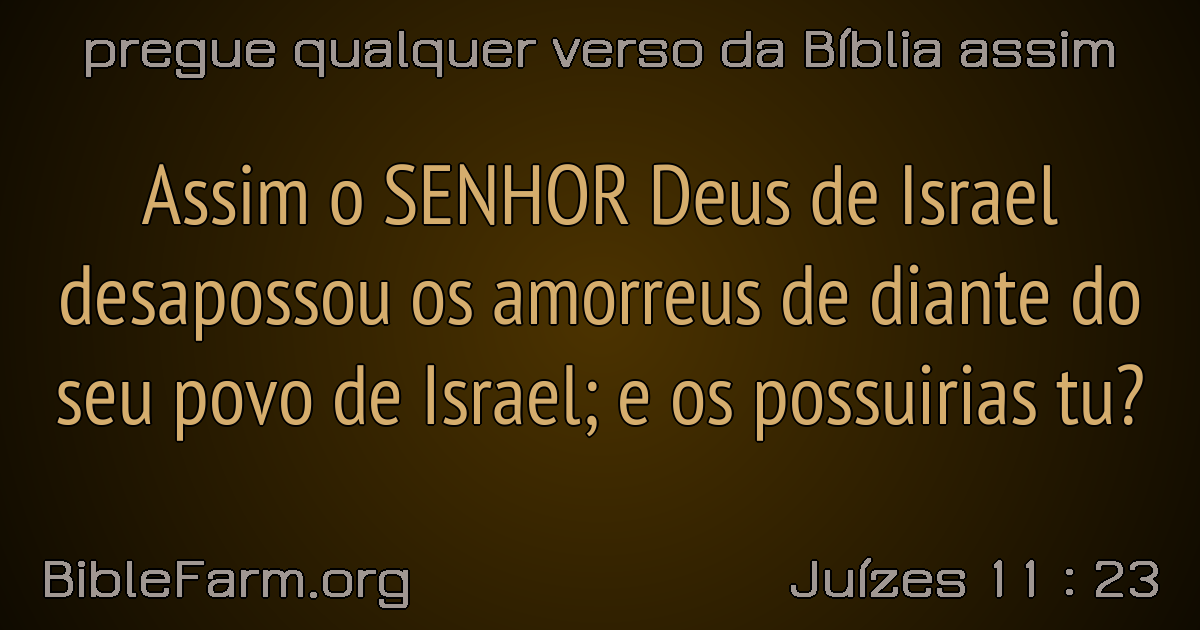 pregue qualquer verso da Bíblia assim
Assim o SENHOR Deus de Israel
desapossou os amorreus de diante do
seu povo de Israel; e os possuirias tu?
BibleFarm.org
Juízes 11 : 23